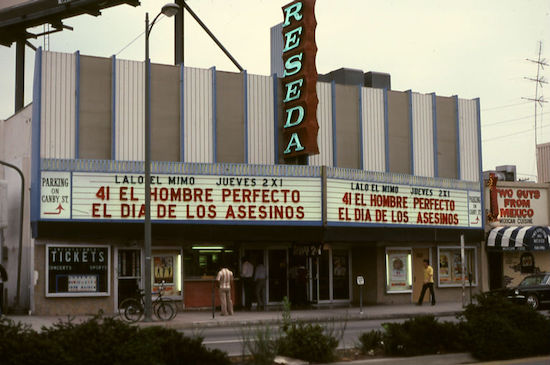 RESEDA
PARKING
ON CANBY ST.
LALO EL MIMO JUEVES 2X1
41 EL HOMBRE PERFECTO
EL DIA DE LOS ASESINOS
LALO EL MIMO JUEVES 2X1
41 EL HOMBRE PERFECTO
EL DIA DE LOS ASESINOS
TWO GUYS
FROM
MEXICO
MEXICAN CUISINE
TICKETS
CONCERTS SPORTS